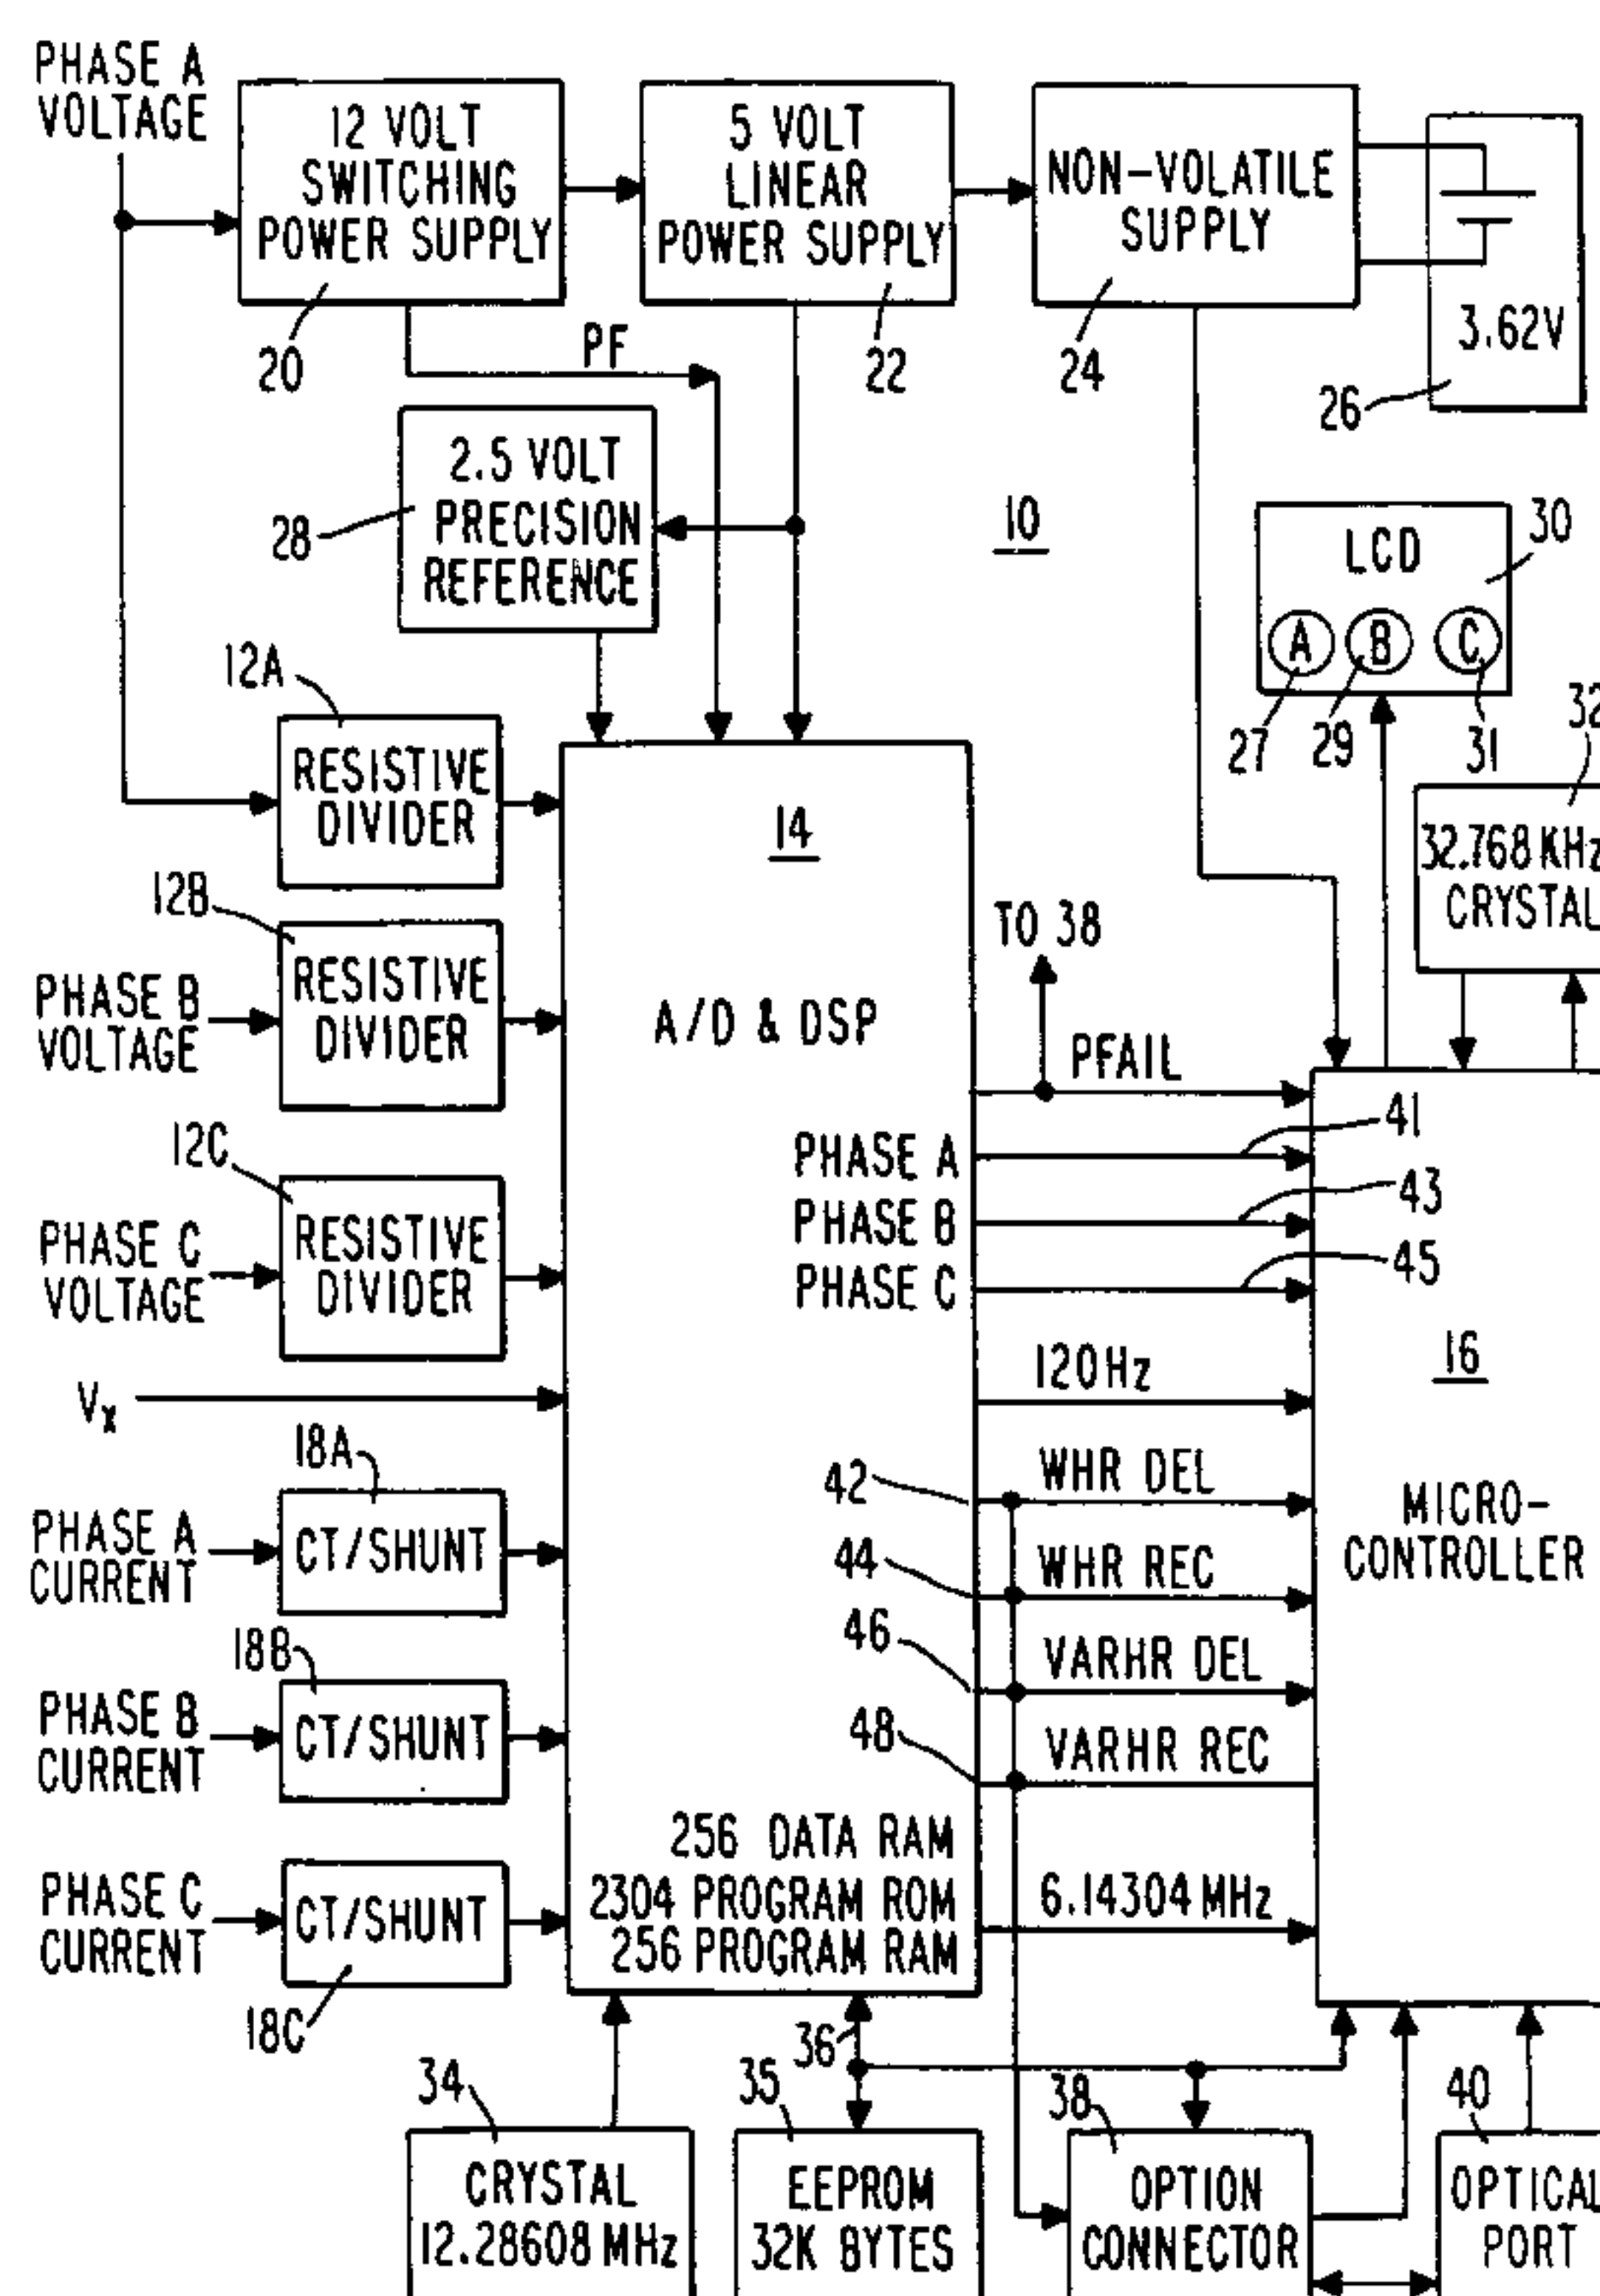 PHASE A
VOLTAGE
12 VOLT
SWITCHING
POWER SUPPLY
5 VOLT
LINEAR
POWER SUPPLY
NON-VOLATILE
SUPPLY
3.62V
20
PF
22
24
26
2.5 VOLT
PRECISION
REFERENCE
28
10
LCD
30
A
B
C
27
29
31
32
32.768 KHz
CRYSTAL
12A
RESISTIVE
DIVIDER
14
12B
PHASE B
VOLTAGE
RESISTIVE
DIVIDER
A/D & DSP
TO 38
PFAIL
12C
PHASE C
VOLTAGE
RESISTIVE
DIVIDER
PHASE A
41
PHASE B
43
PHASE C
45
120Hz
16
MICRO-
CONTROLLER
Vx
18A
PHASE A
CURRENT
CT/SHUNT
42
WHR DEL
44
WHR REC
46
VARHR DEL
48
VARHR REC
18B
PHASE B
CURRENT
CT/SHUNT
PHASE C
CURRENT
CT/SHUNT
18C
256 DATA RAM
2304 PROGRAM ROM
256 PROGRAM RAM
6.14304 MHz
34
36
35
38
40
CRYSTAL
12.28608 MHz
EEPROM
32K BYTES
OPTION
CONNECTOR
OPTICAL
PORT